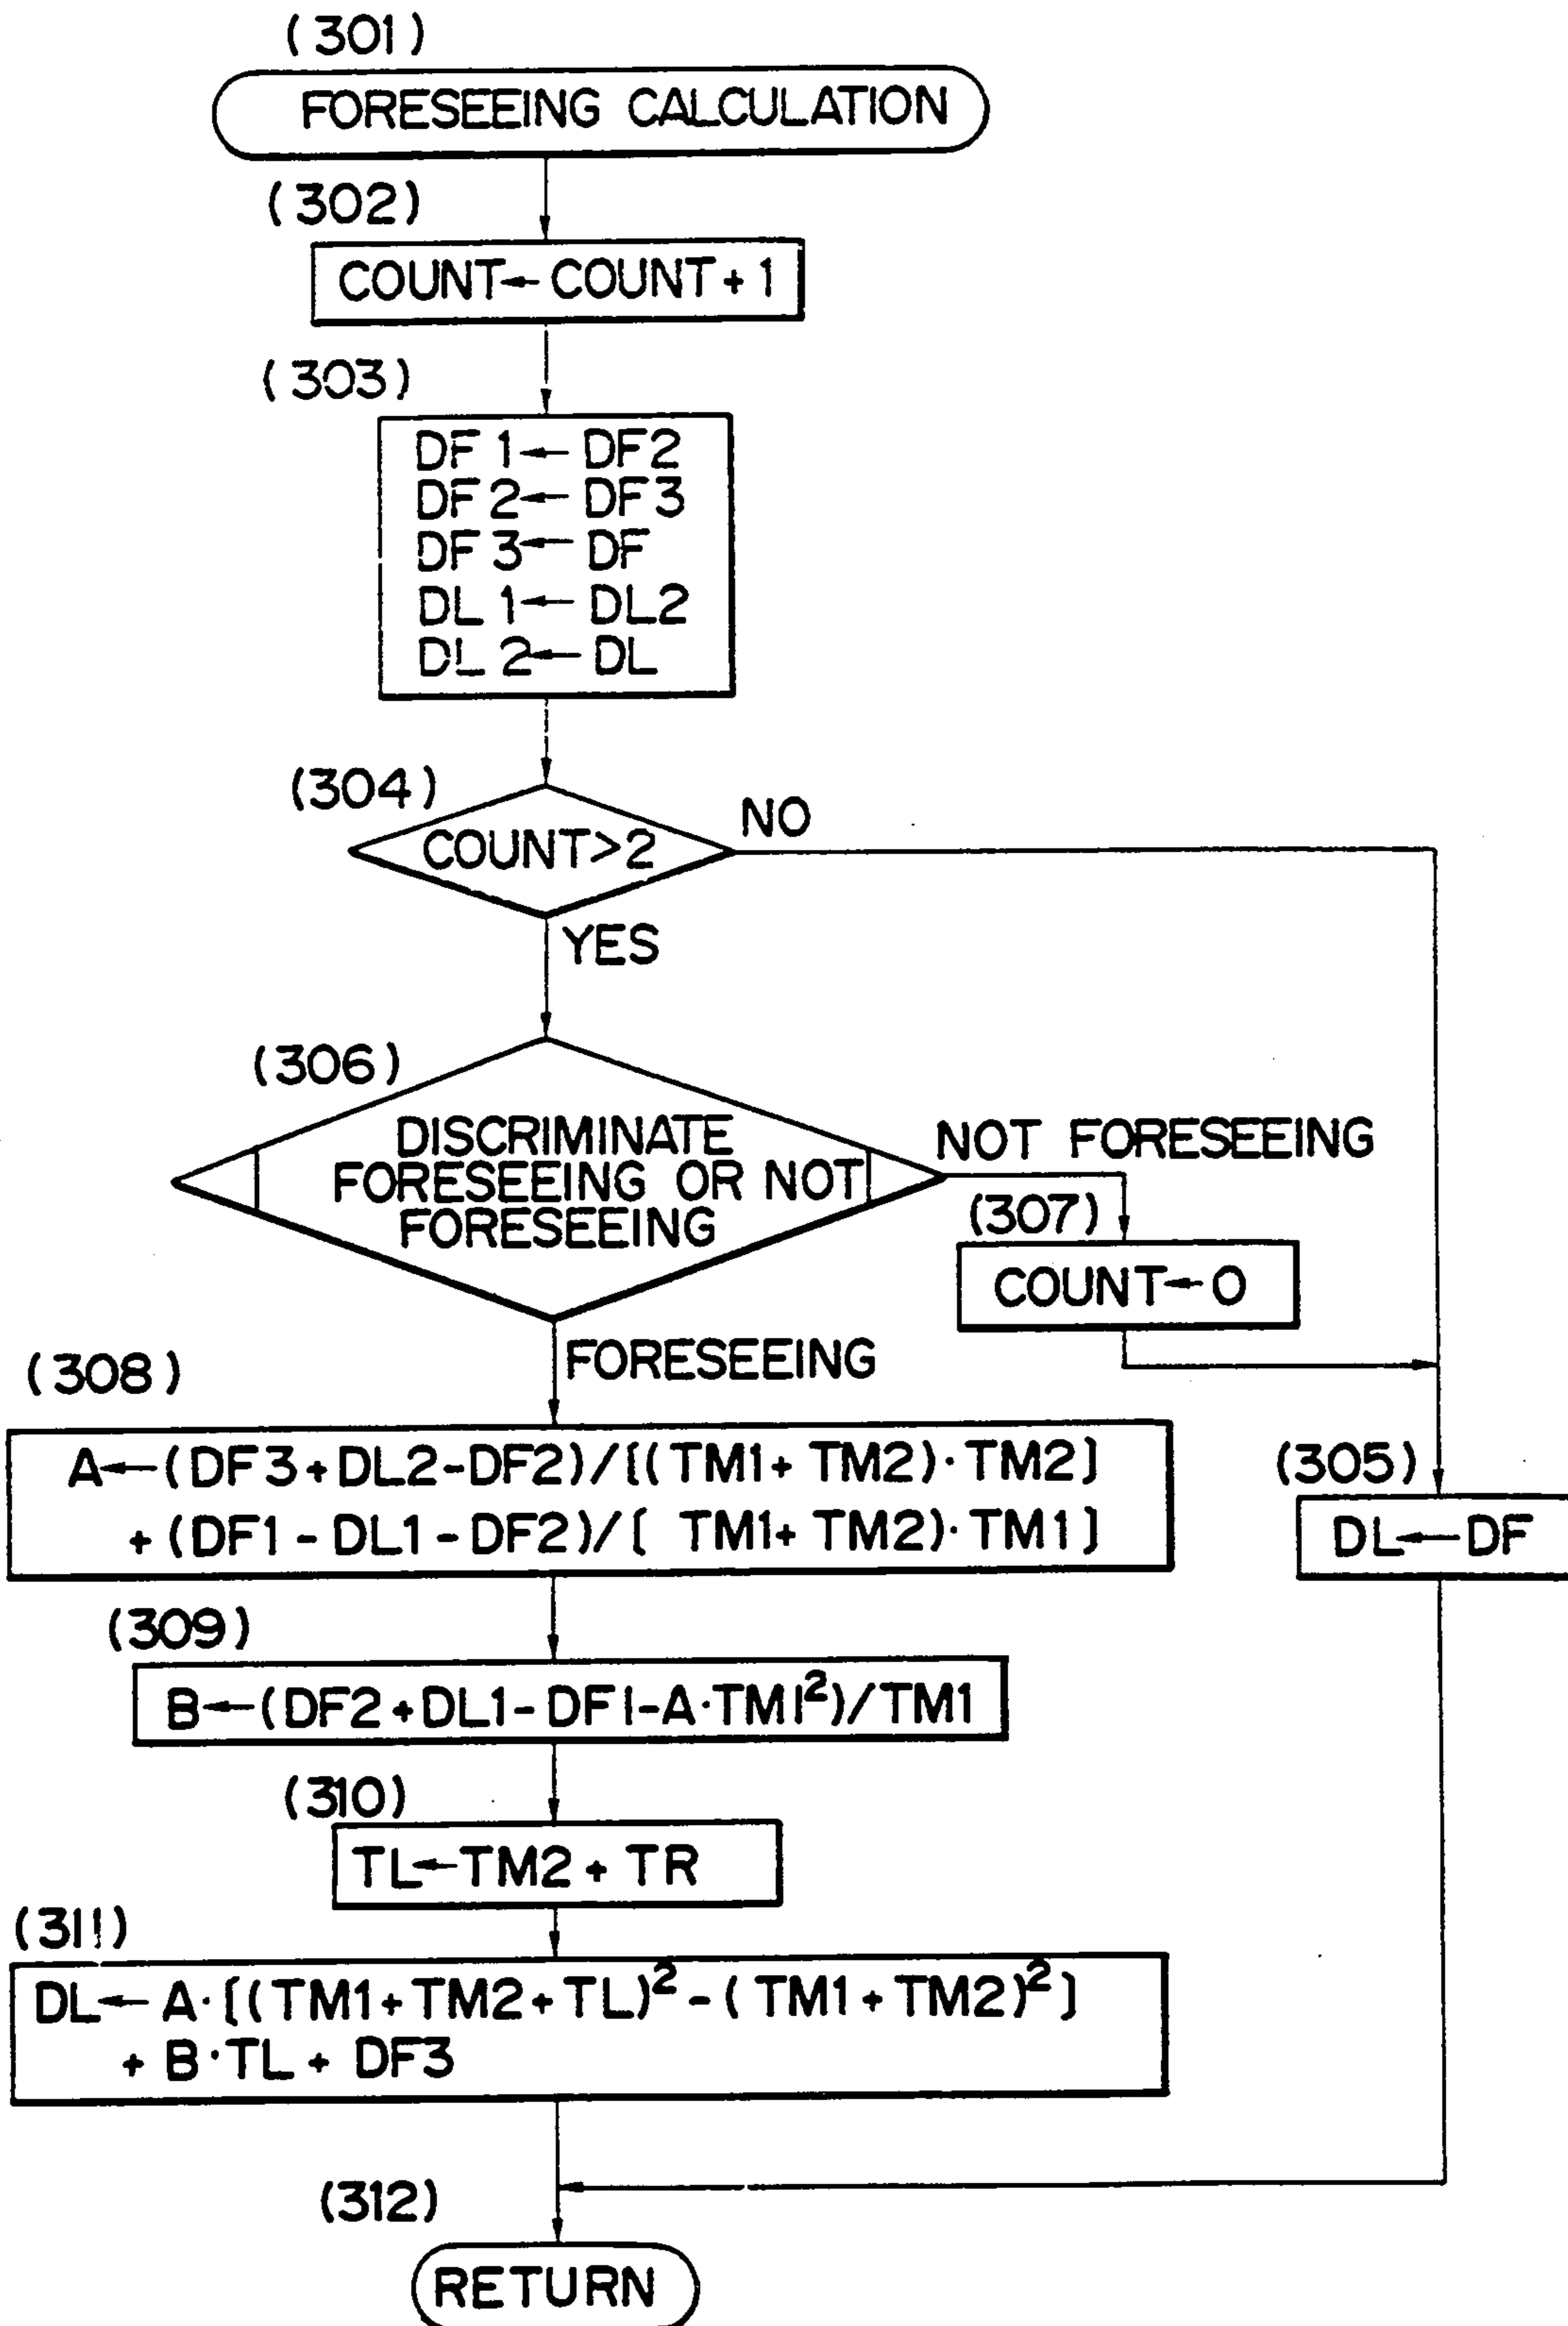 (301)
FORESEEING CALCULATION
(302)
COUNT←COUNT+1
(303)
DF1←DF2
DF2←DF3
DF3←DF
DL1←DL2
DL2←DL
(304)
COUNT>2
NO
YES
(306)
DISCRIMINATE
FORESEEING OR NOT
FORESEEING
NOT FORESEEING
(307)
COUNT←0
FORESEEING
(308)
A←(DF3+DL2-DF2)/[(TM1+TM2)·TM2]
+(DF1-DL1-DF2)/[ TM1+TM2)·TM1]
(305)
DL←DF
(309)
B←(DF2+DL1-DF1-A·TM1²)/TM1
(310)
TL←TM2+TR
(311)
DL←A·[(TM1+TM2+TL)²-(TM1+TM2)²]
+B·TL+DF3
(312)
RETURN